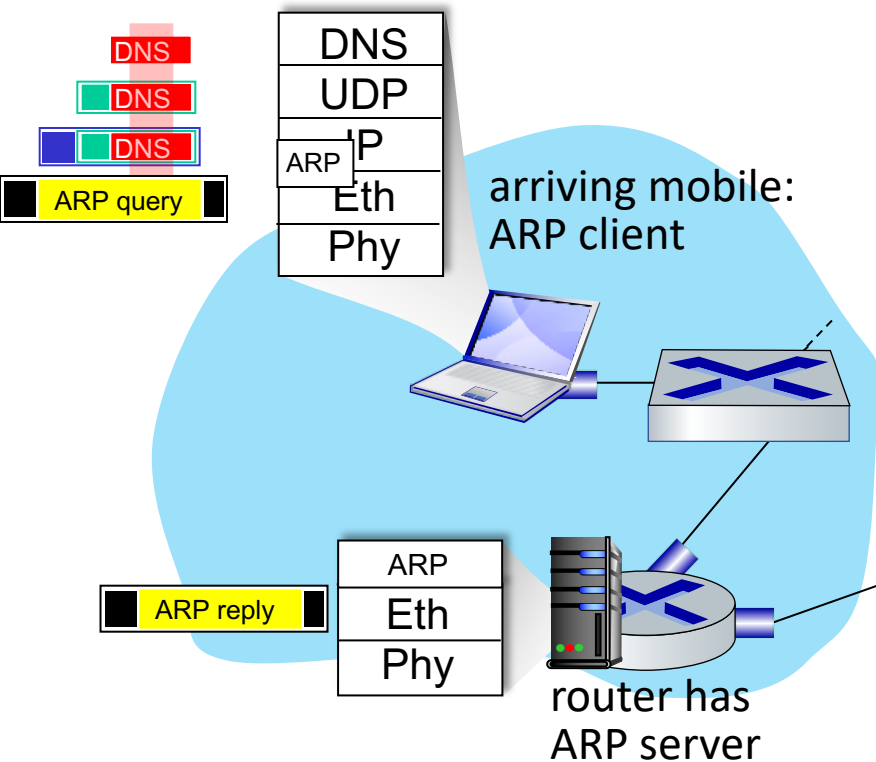 DNS
DNS
DNS
ARP query
DNS
UDP
IP
ARP
Eth
Phy
arriving mobile:
ARP client
ARP reply
ARP
Eth
Phy
router has
ARP server